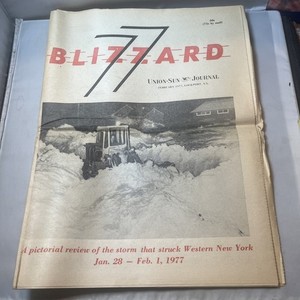 77
BLIZZARD
UNION-SUN JOURNAL
pictorial review of the storm that struck Western New York
Jan. 28 — Feb. 1, 1977